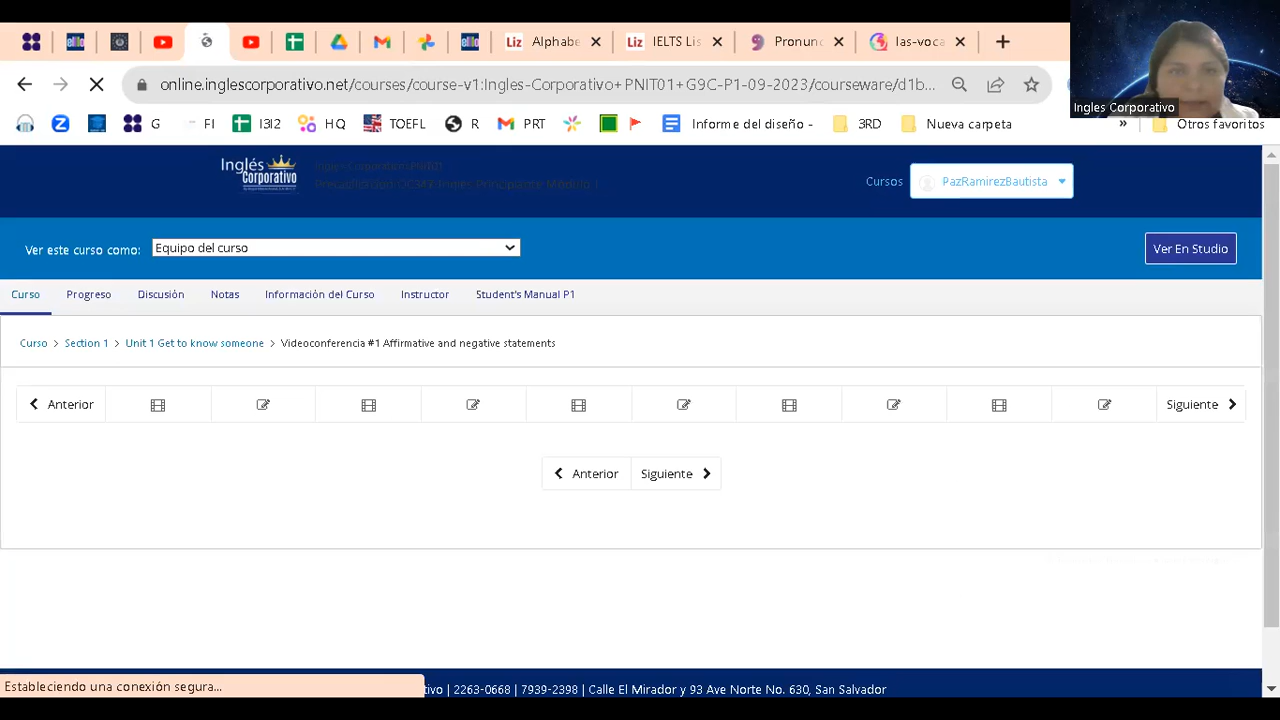 Alphabe
IELTS Lis
Pronunc
las-voca
online.inglescorporativo.net/courses/course-v1:Ingles-Corporativo+PNIT01+G9C-P1-09-2023/courseware/d1b...
Ingles Corporativo
G FI I3I2 HQ TOEFL R PRT Informe del diseño - 3RD Nueva carpeta » Otros favoritos
Inglés Corporativo
Cursos PazRamirezBautista
Ver este curso como: Equipo del curso Ver En Studio
Curso Progreso Discusión Notas Información del Curso Instructor Student's Manual P1
Curso > Section 1 > Unit 1 Get to know someone > Videoconferencia #1 Affirmative and negative statements
Anterior Siguiente
Anterior Siguiente
Estableciendo una conexión segura... tivo | 2263-0668 | 7939-2398 | Calle El Mirador y 93 Ave Norte No. 630, San Salvador